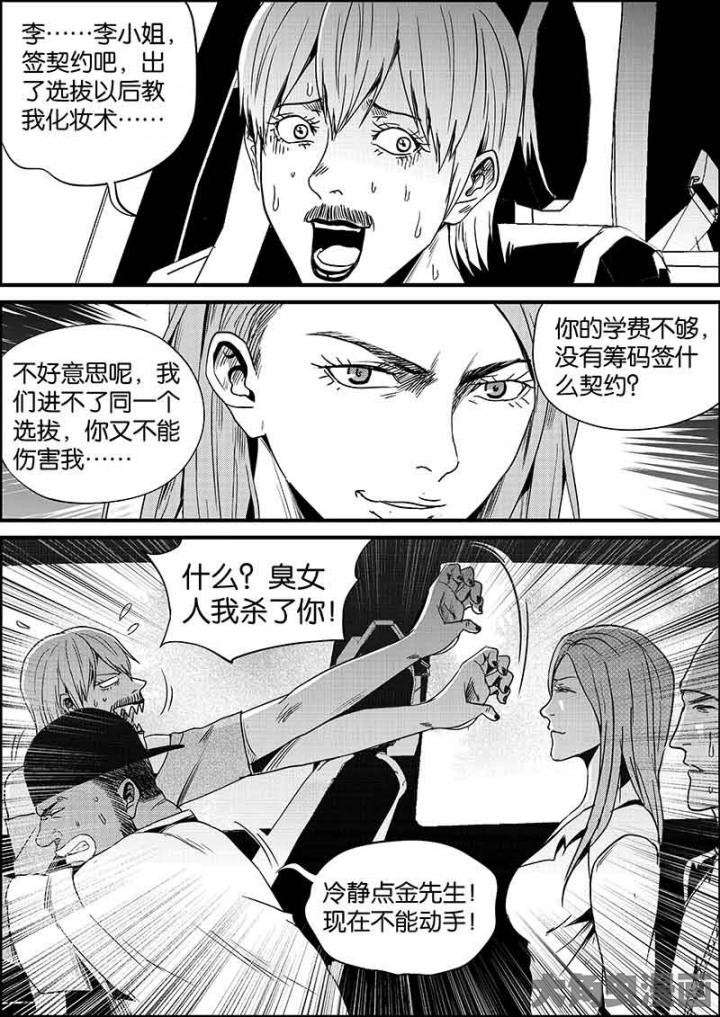 李……李小姐，
签契约吧，出
了选拔以后教
我化妆术……
你的学费不够，
没有筹码签什
么契约？
不好意思呢，我
们进不了同一个
选拔，你又不能
伤害我……
什么？臭女
人我杀了你！
冷静点金先生！
现在不能动手！